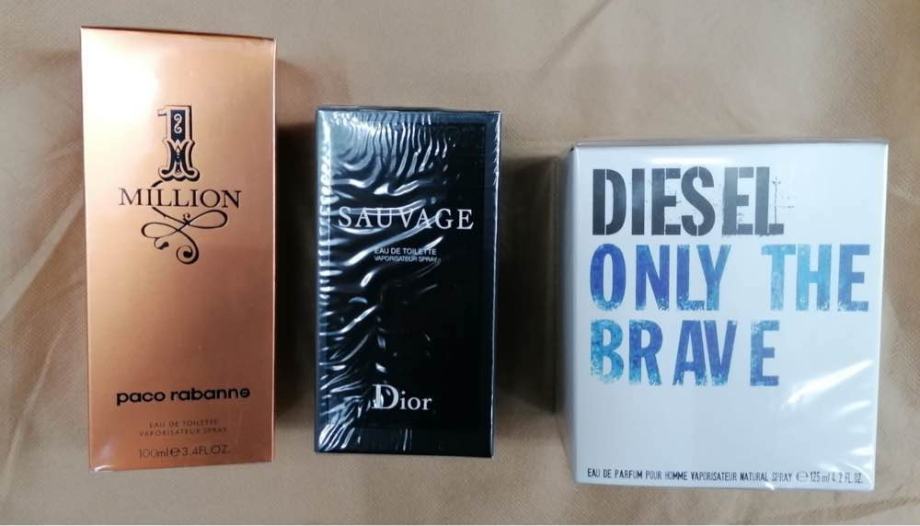 1
MILLION
paco rabanne
EAU DE TOILETTE
VAPORISATEUR SPRAY
100ml e 3.4FL.OZ.
SAUVAGE
EAU DE TOILETTE
VAPORISATEUR SPRAY
Dior
DIESEL
ONLY THE
BRAVE
EAU DE PARFUM POUR HOMME VAPORISATEUR NATURAL SPRAY e 125 ml 4.2 FL.OZ.